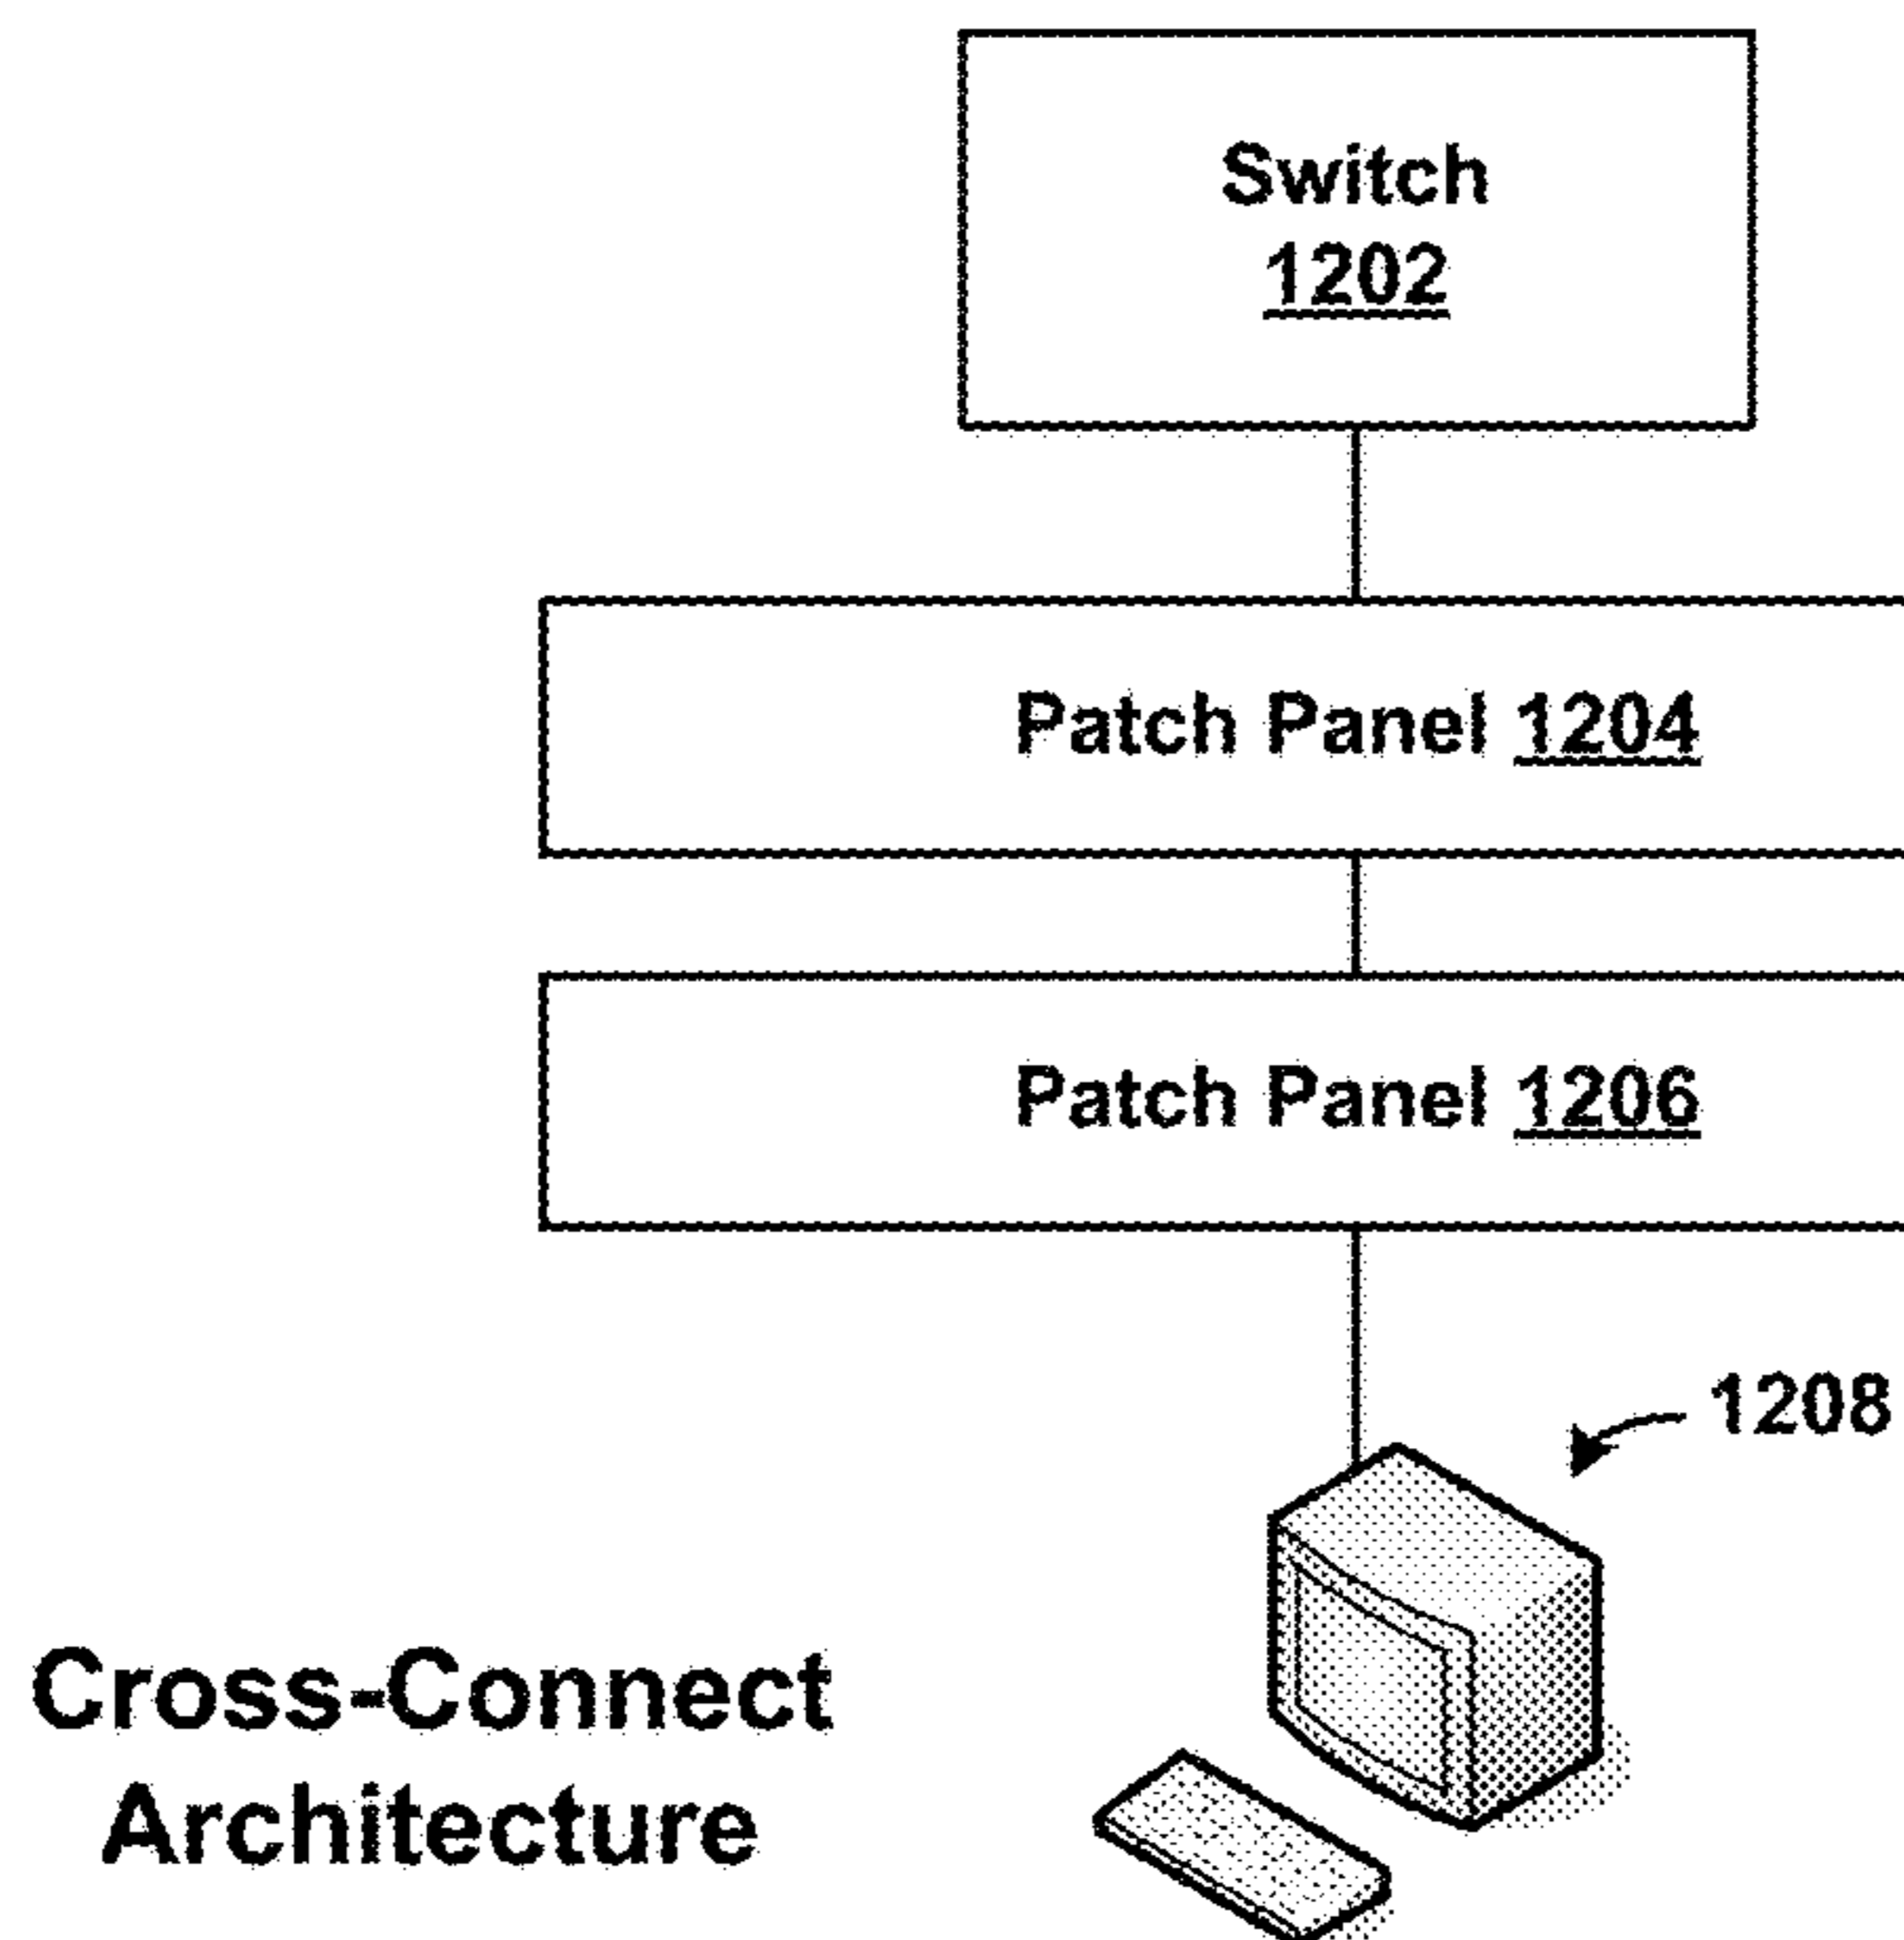 Switch
1202
Patch Panel 1204
Patch Panel 1206
1208
Cross-Connect
Architecture